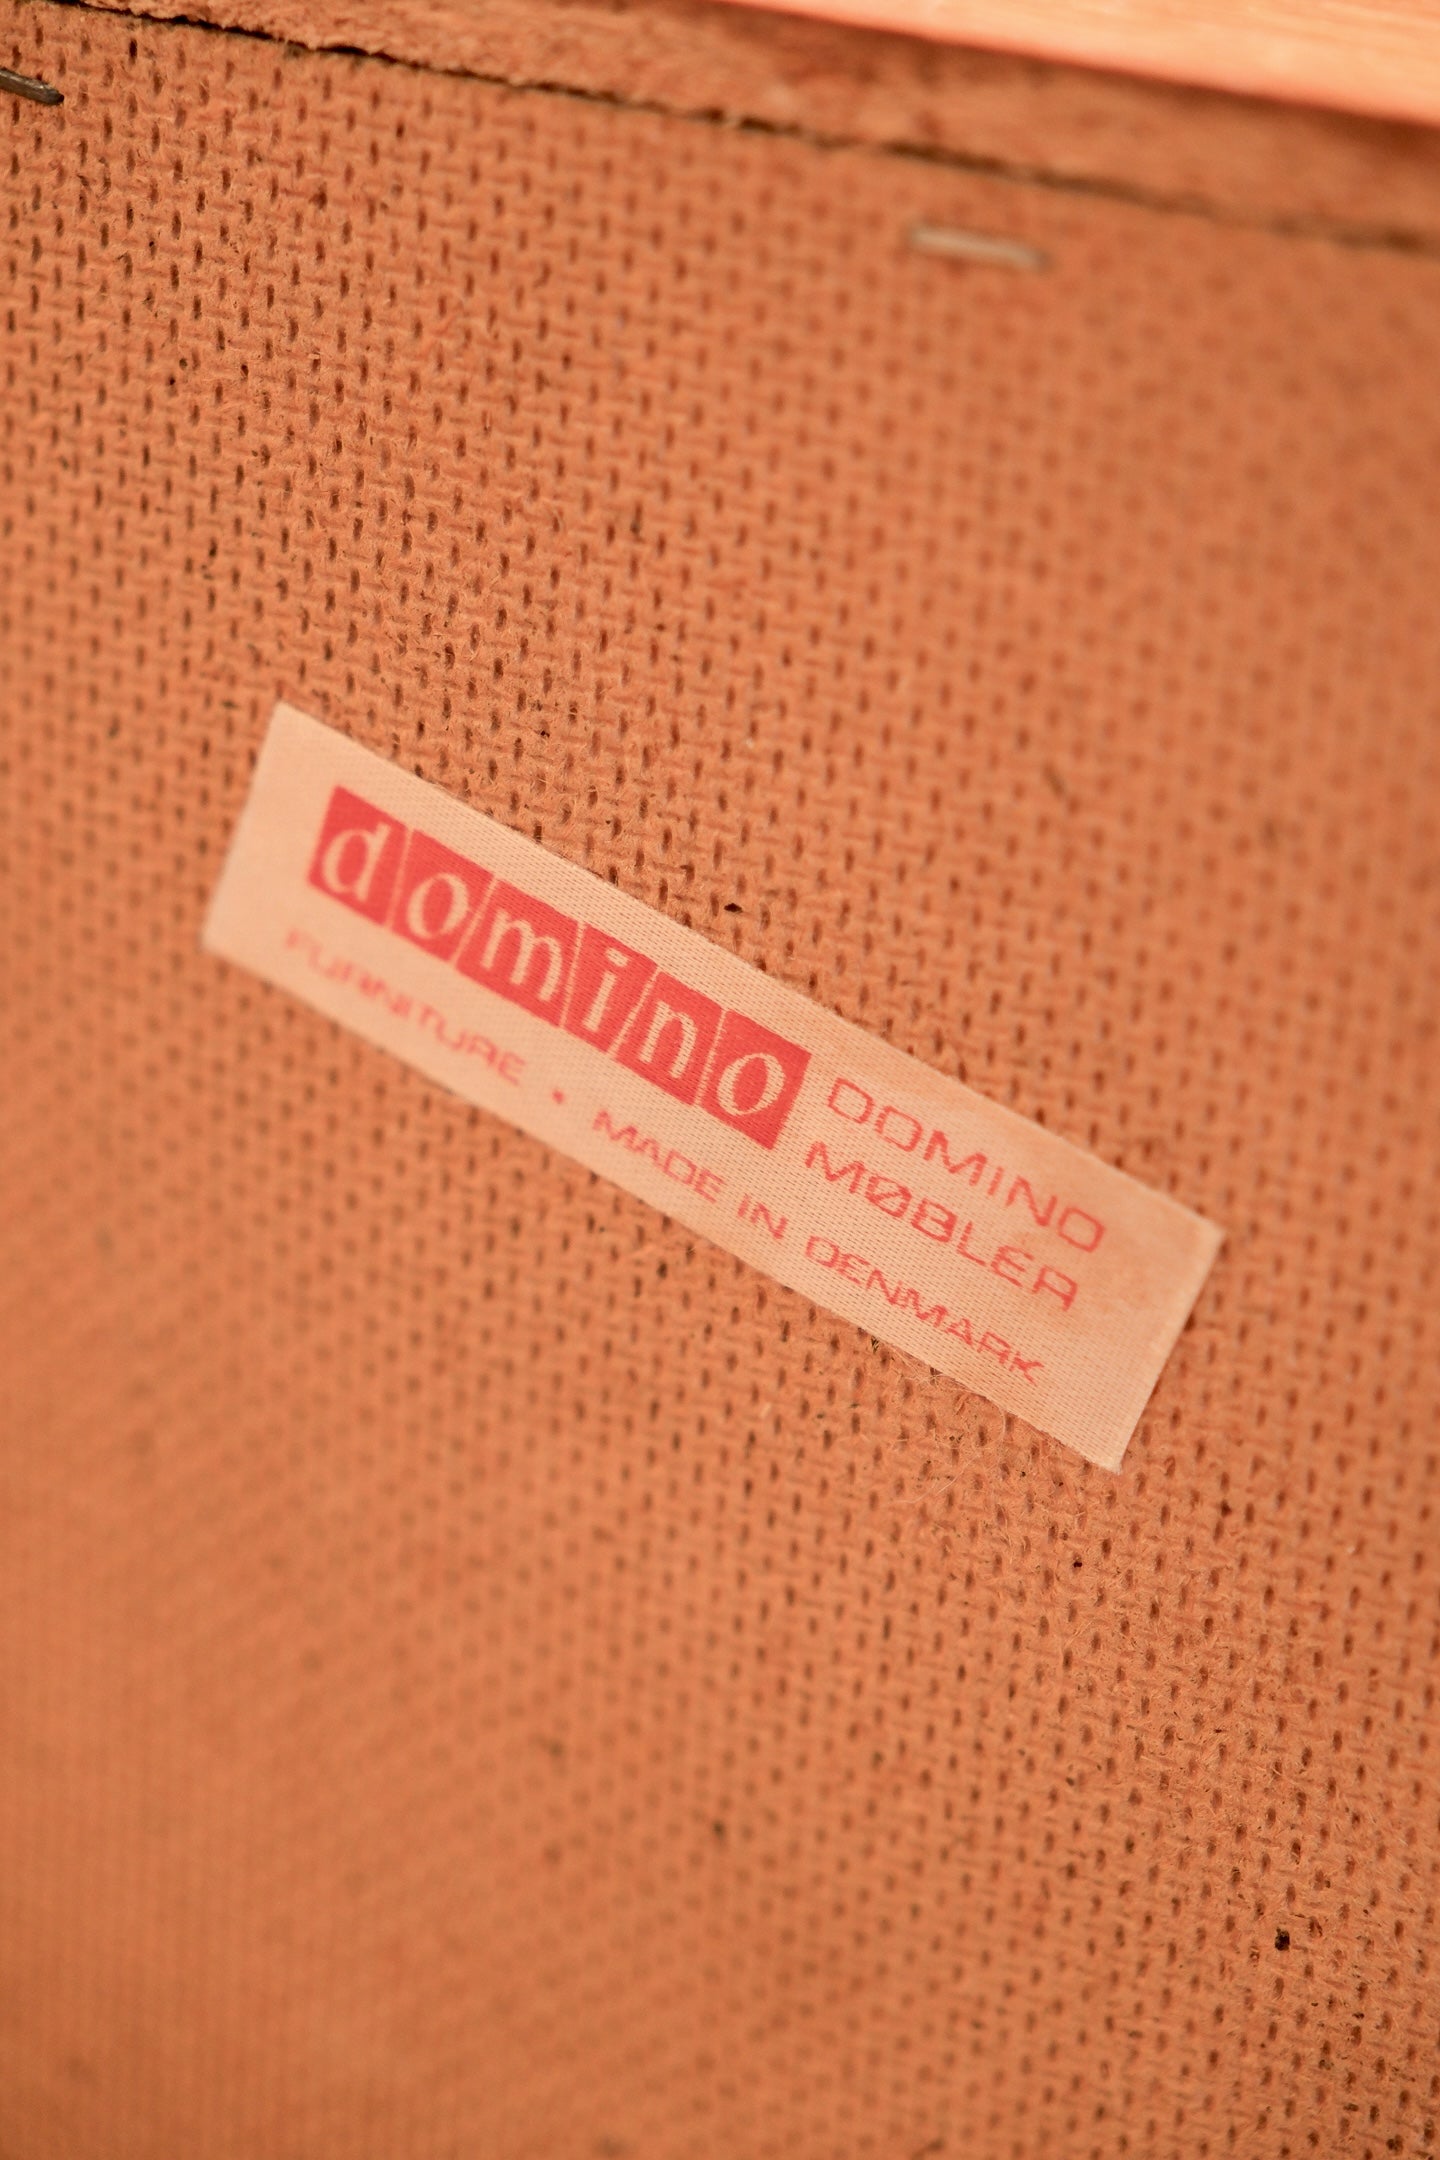 domino
DOMINO
MØBLER
FURNITURE • MADE IN DENMARK